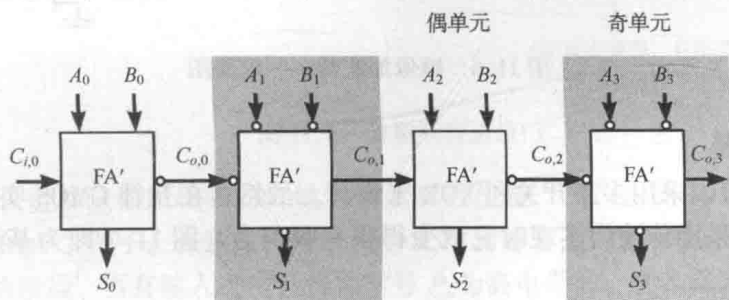 偶单元 奇单元
A₀ B₀ A₁ B₁ A₂ B₂ A₃ B₃
Cᵢ,₀ FA′ Cₒ,₀ FA′ Cₒ,₁ FA′ Cₒ,₂ FA′ Cₒ,₃
S₀ S₁ S₂ S₃